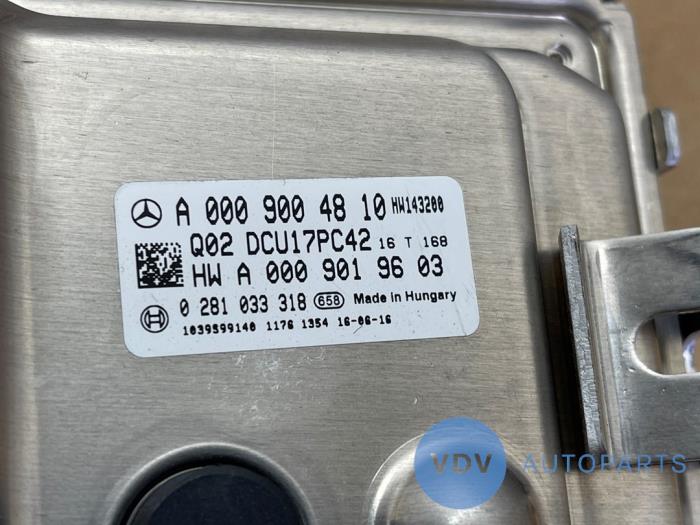 A 000 900 48 10 HW143200
Q02 DCU17PC42 16 T 168
HW A 000 901 96 03
0 281 033 318 658 Made in Hungary
1039S99140 1176 1354 16-06-16
VDV AUTOPARTS